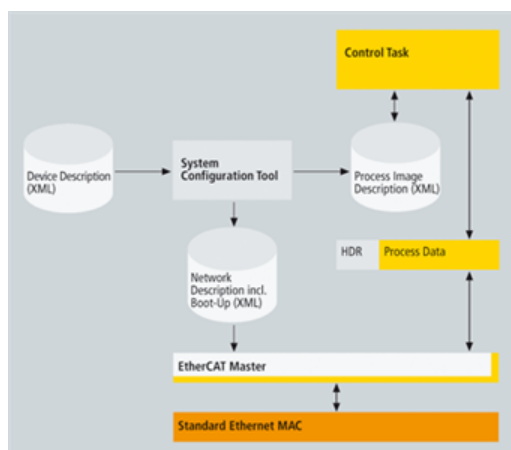 Control Task
System
Configuration Tool
Device Description
(XML)
Process Image
Description (XML)
HDR
Process Data
Network
Description incl.
Boot-Up (XML)
EtherCAT Master
Standard Ethernet MAC